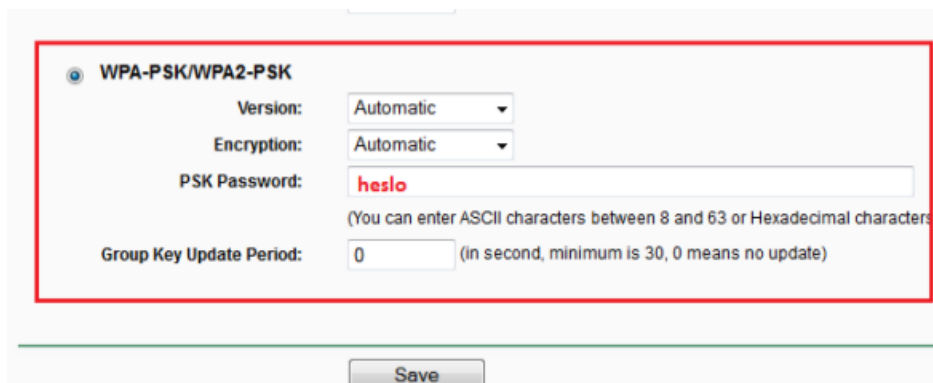 WPA-PSK/WPA2-PSK
Version: Automatic
Encryption: Automatic
PSK Password: heslo
(You can enter ASCII characters between 8 and 63 or Hexadecimal characters
Group Key Update Period: 0 (in second, minimum is 30, 0 means no update)
Save